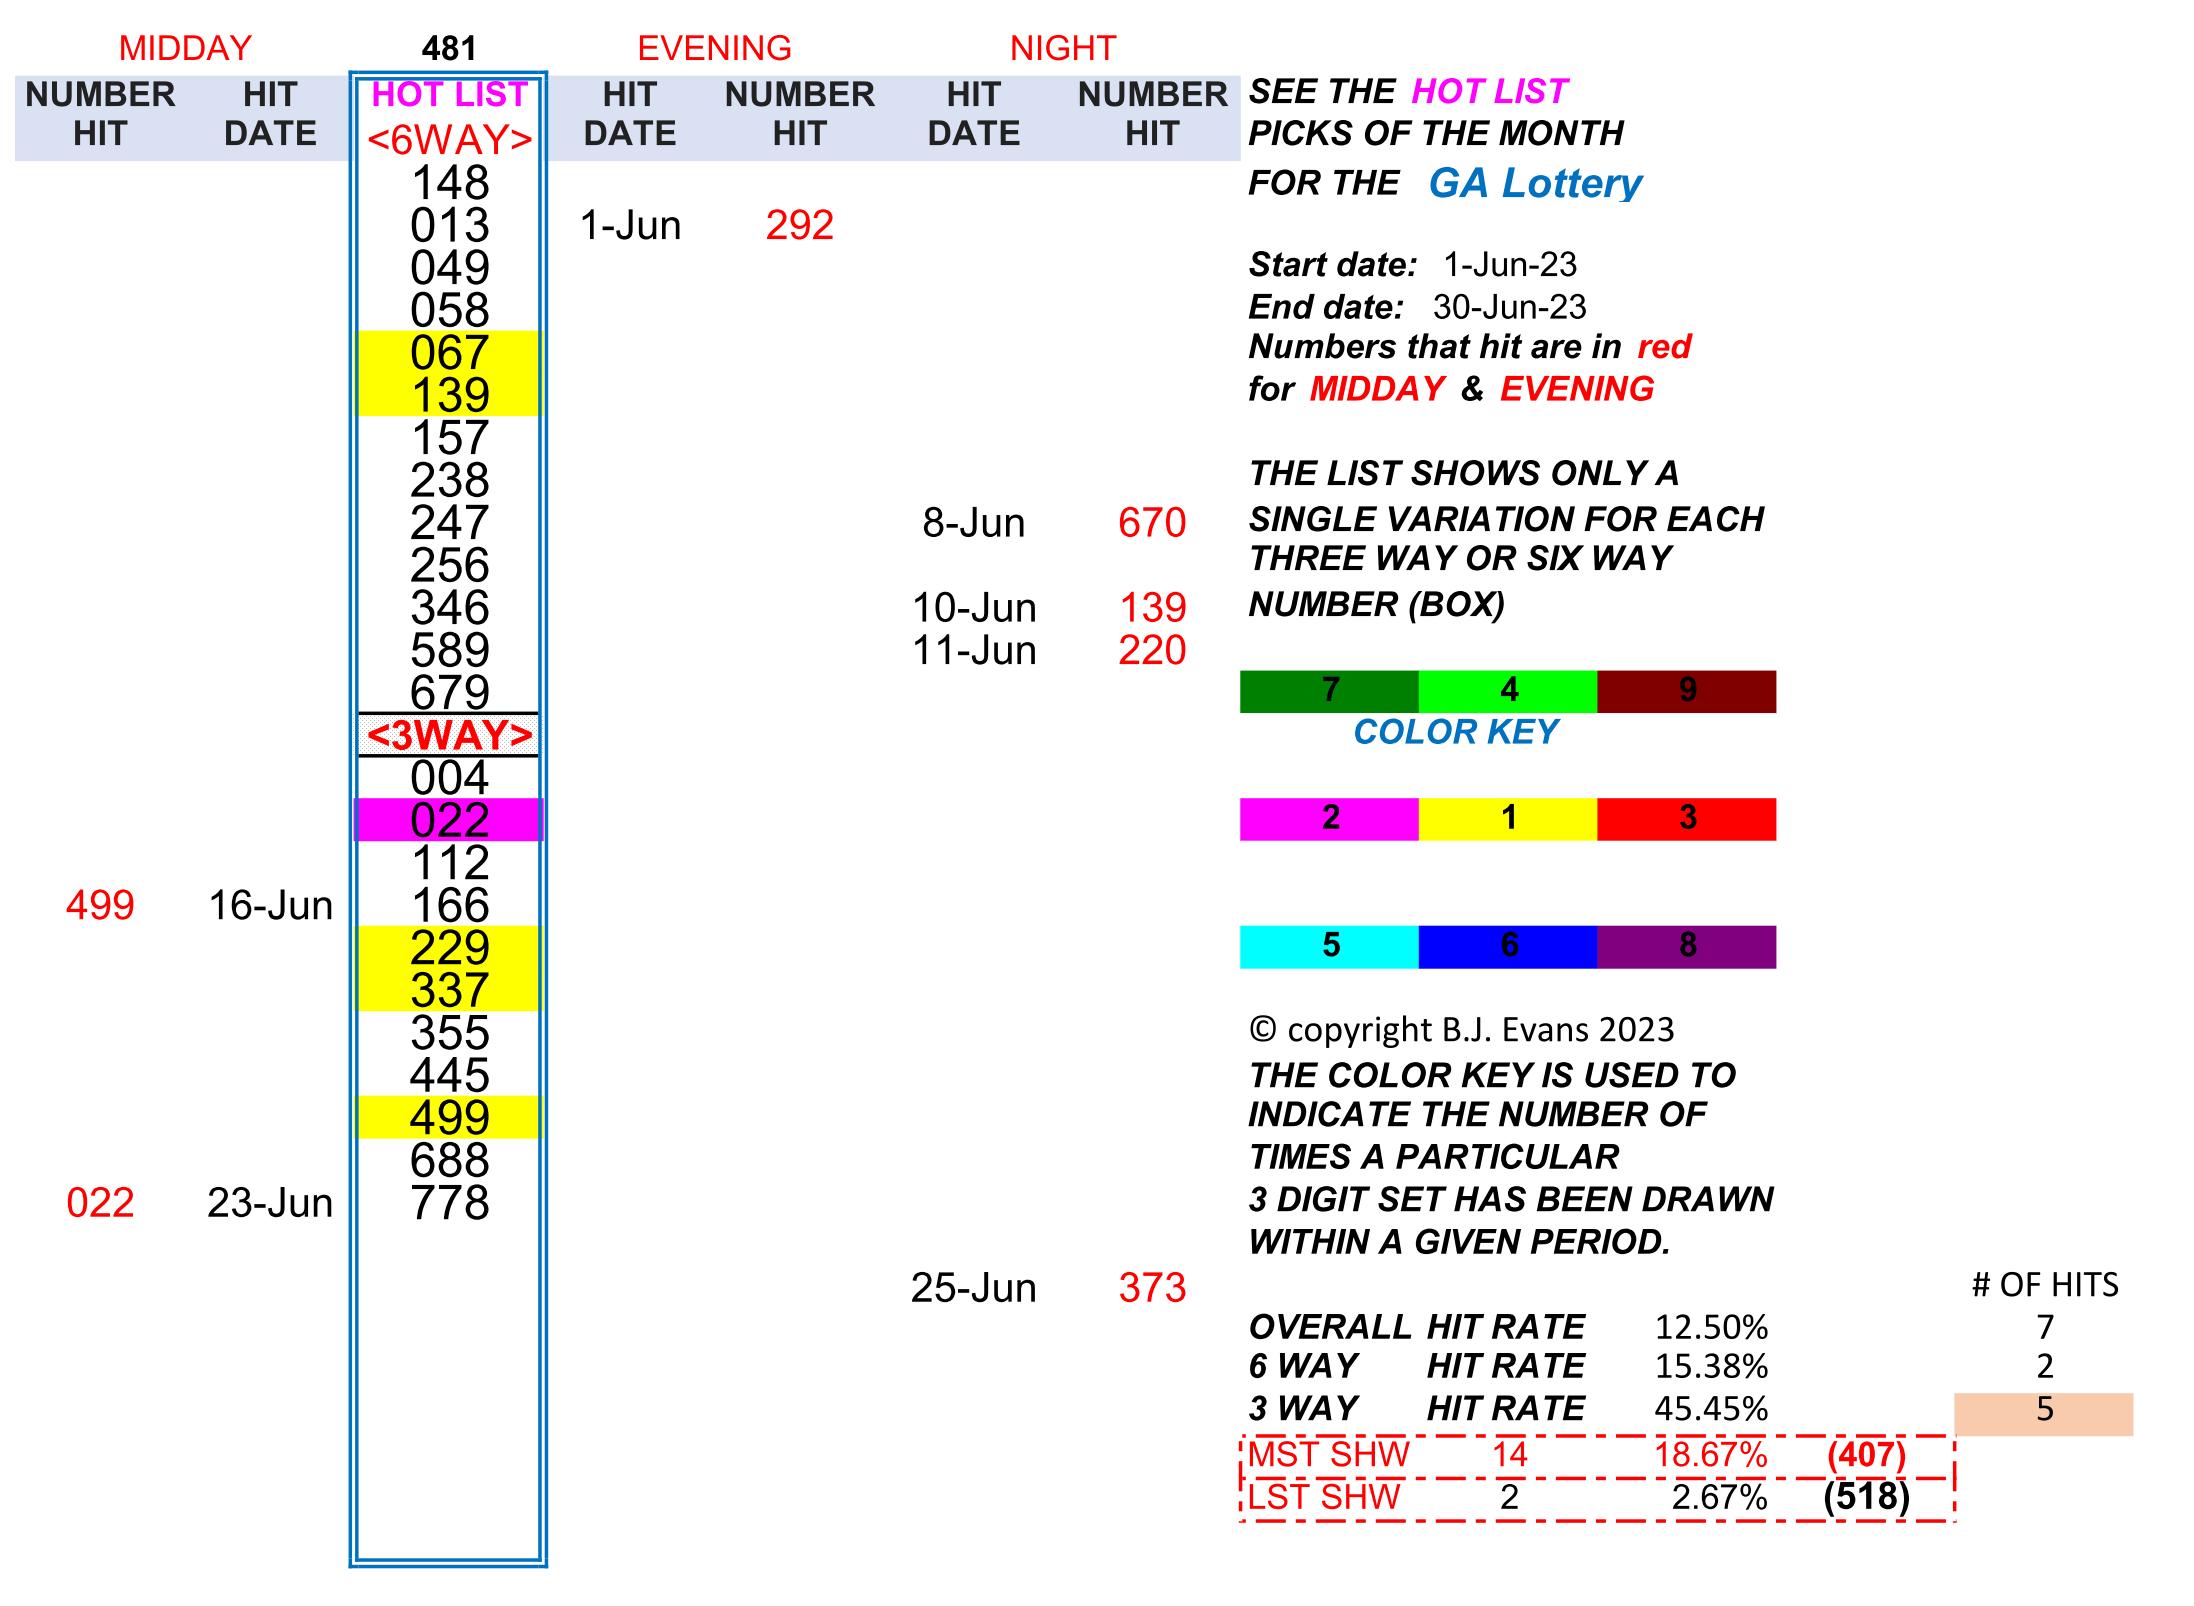 MIDDAY 481 EVENING NIGHT
NUMBER HIT HOT LIST HIT NUMBER HIT NUMBER SEE THE HOT LIST
HIT DATE <6WAY> DATE HIT DATE HIT PICKS OF THE MONTH
148 FOR THE GA Lottery
013 1-Jun 292
049 Start date: 1-Jun-23
058 End date: 30-Jun-23
067 Numbers that hit are in red
139 for MIDDAY & EVENING
157
238 THE LIST SHOWS ONLY A
247 8-Jun 670 SINGLE VARIATION FOR EACH
256 THREE WAY OR SIX WAY
346 10-Jun 139 NUMBER (BOX)
589 11-Jun 220
679 7 4 9
<3WAY> COLOR KEY
004
022 2 1 3
112
499 16-Jun 166
229 5 6 8
337
355 © copyright B.J. Evans 2023
445 THE COLOR KEY IS USED TO
499 INDICATE THE NUMBER OF
688 TIMES A PARTICULAR
022 23-Jun 778 3 DIGIT SET HAS BEEN DRAWN
WITHIN A GIVEN PERIOD.
25-Jun 373 # OF HITS
OVERALL HIT RATE 12.50% 7
6 WAY HIT RATE 15.38% 2
3 WAY HIT RATE 45.45% 5
MST SHW 14 18.67% (407)
LST SHW 2 2.67% (518)